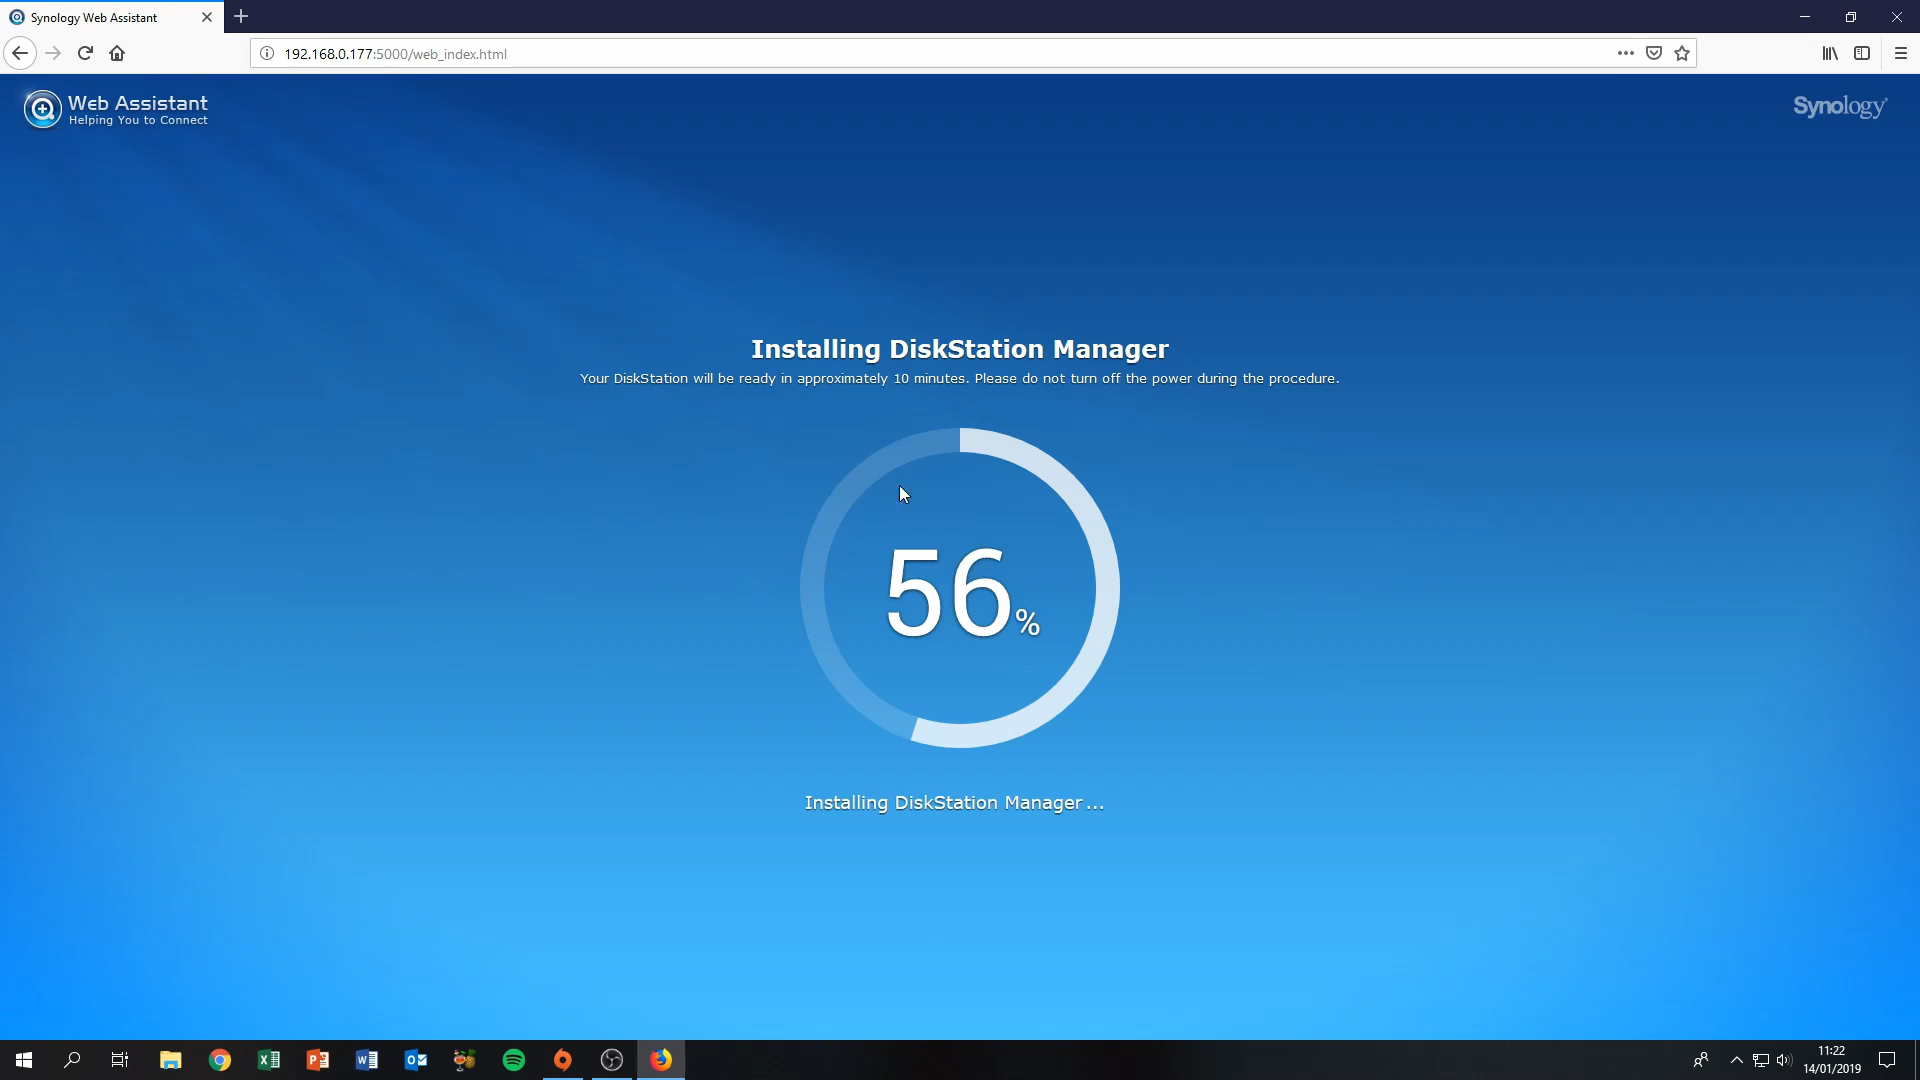 Synology Web Assistant
192.168.0.177:5000/web_index.html
Web Assistant
Helping You to Connect
Synology
Installing DiskStation Manager
Your DiskStation will be ready in approximately 10 minutes. Please do not turn off the power during the procedure.
56%
Installing DiskStation Manager...
11:22
14/01/2019